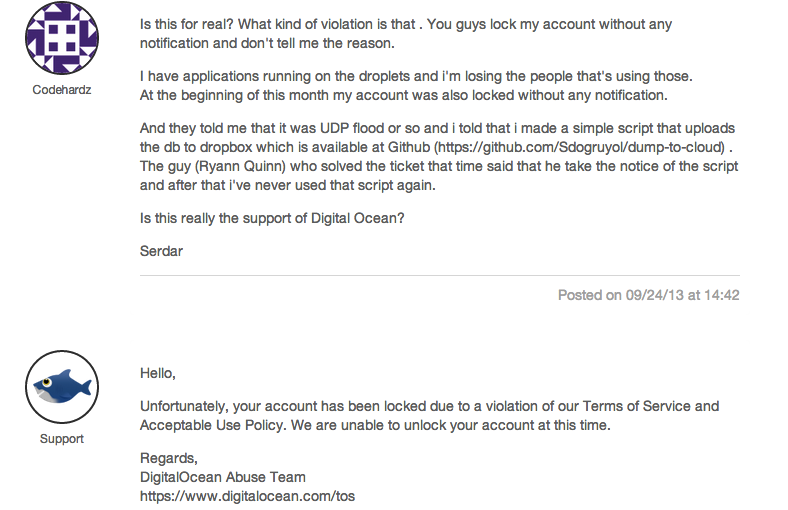 Is this for real? What kind of violation is that . You guys lock my account without any
notification and don't tell me the reason.
Codehardz
I have applications running on the droplets and i'm losing the people that's using those.
At the beginning of this month my account was also locked without any notification.
And they told me that it was UDP flood or so and i told that i made a simple script that uploads
the db to dropbox which is available at Github (https://github.com/Sdogruyol/dump-to-cloud) .
The guy (Ryann Quinn) who solved the ticket that time said that he take the notice of the script
and after that i've never used that script again.
Is this really the support of Digital Ocean?
Serdar
Posted on 09/24/13 at 14:42
Hello,
Unfortunately, your account has been locked due to a violation of our Terms of Service and
Acceptable Use Policy. We are unable to unlock your account at this time.
Support
Regards,
DigitalOcean Abuse Team
https://www.digitalocean.com/tos